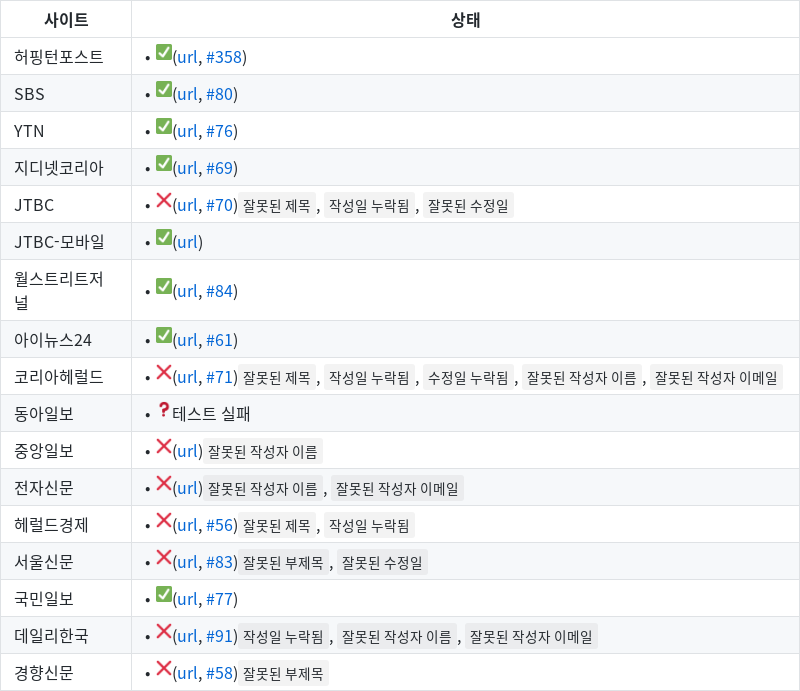 사이트 상태
허핑턴포스트 • ✅(url, #358)
SBS • ✅(url, #80)
YTN • ✅(url, #76)
지디넷코리아 • ✅(url, #69)
JTBC • ❌(url, #70) 잘못된 제목 , 작성일 누락됨 , 잘못된 수정일
JTBC-모바일 • ✅(url)
월스트리트저
널 • ✅(url, #84)
아이뉴스24 • ✅(url, #61)
코리아헤럴드 • ❌(url, #71) 잘못된 제목 , 작성일 누락됨 , 수정일 누락됨 , 잘못된 작성자 이름 , 잘못된 작성자 이메일
동아일보 • ❓테스트 실패
중앙일보 • ❌(url) 잘못된 작성자 이름
전자신문 • ❌(url) 잘못된 작성자 이름 , 잘못된 작성자 이메일
헤럴드경제 • ❌(url, #56) 잘못된 제목 , 작성일 누락됨
서울신문 • ❌(url, #83) 잘못된 부제목 , 잘못된 수정일
국민일보 • ✅(url, #77)
데일리한국 • ❌(url, #91) 작성일 누락됨 , 잘못된 작성자 이름 , 잘못된 작성자 이메일
경향신문 • ❌(url, #58) 잘못된 부제목